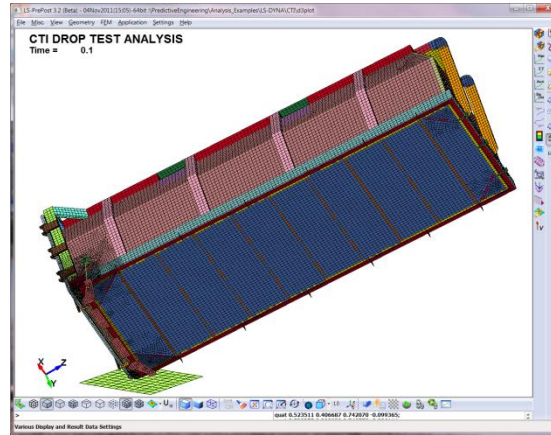 LS-PrePost 3.2 (Beta) - 04Nov2011(15:05) -64bit I:\PredictiveEngineering\Analysis_Examples\LS-DYNA\CTI\d3plot
File Misc. View Geometry FEM Application Settings Help
CTI DROP TEST ANALYSIS
Time = 0.1
X
Z
Y
>
quat 0.523511 0.406687 0.742070 -0.099365;
Various Display and Result Data Settings